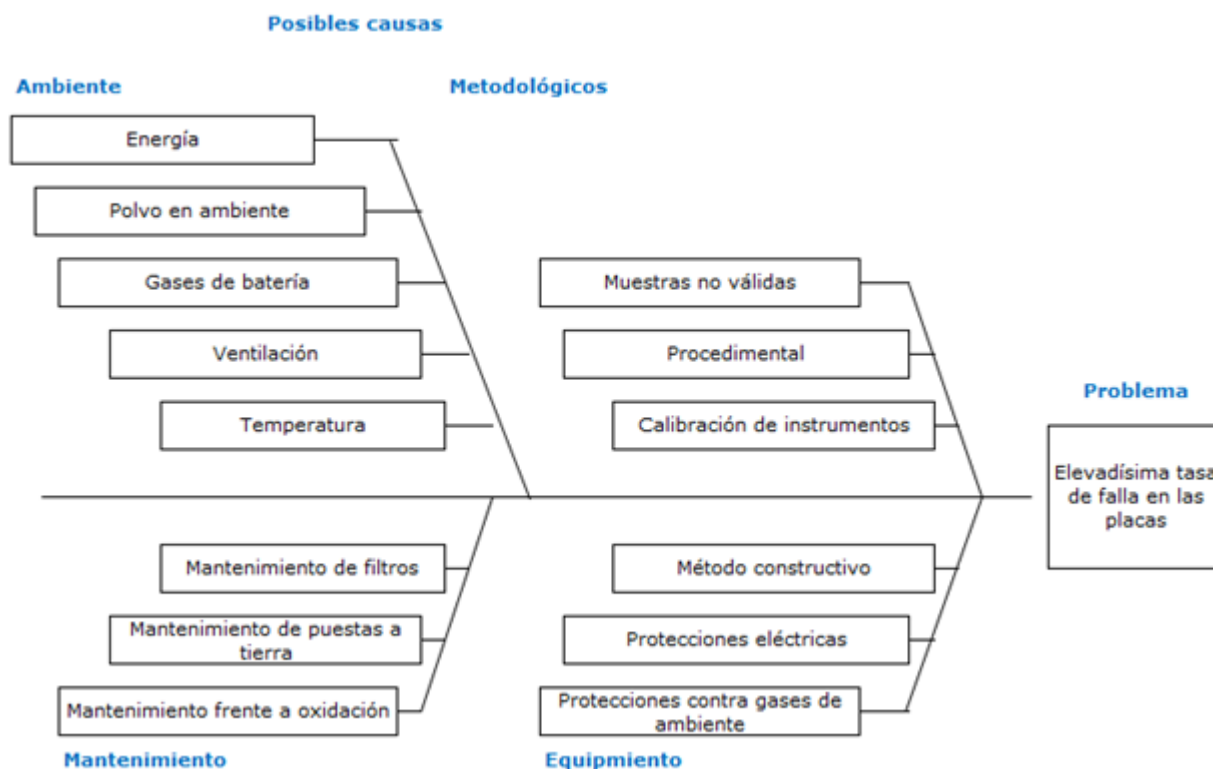 Posibles causas
Ambiente
Metodológicos
Energía
Polvo en ambiente
Gases de batería
Ventilación
Temperatura
Muestras no válidas
Procedimental
Calibración de instrumentos
Problema
Elevadísima tasa
de falla en las
placas
Mantenimiento de filtros
Mantenimiento de puestas a
tierra
Mantenimiento frente a oxidación
Mantenimiento
Método constructivo
Protecciones eléctricas
Protecciones contra gases de
ambiente
Equipmiento